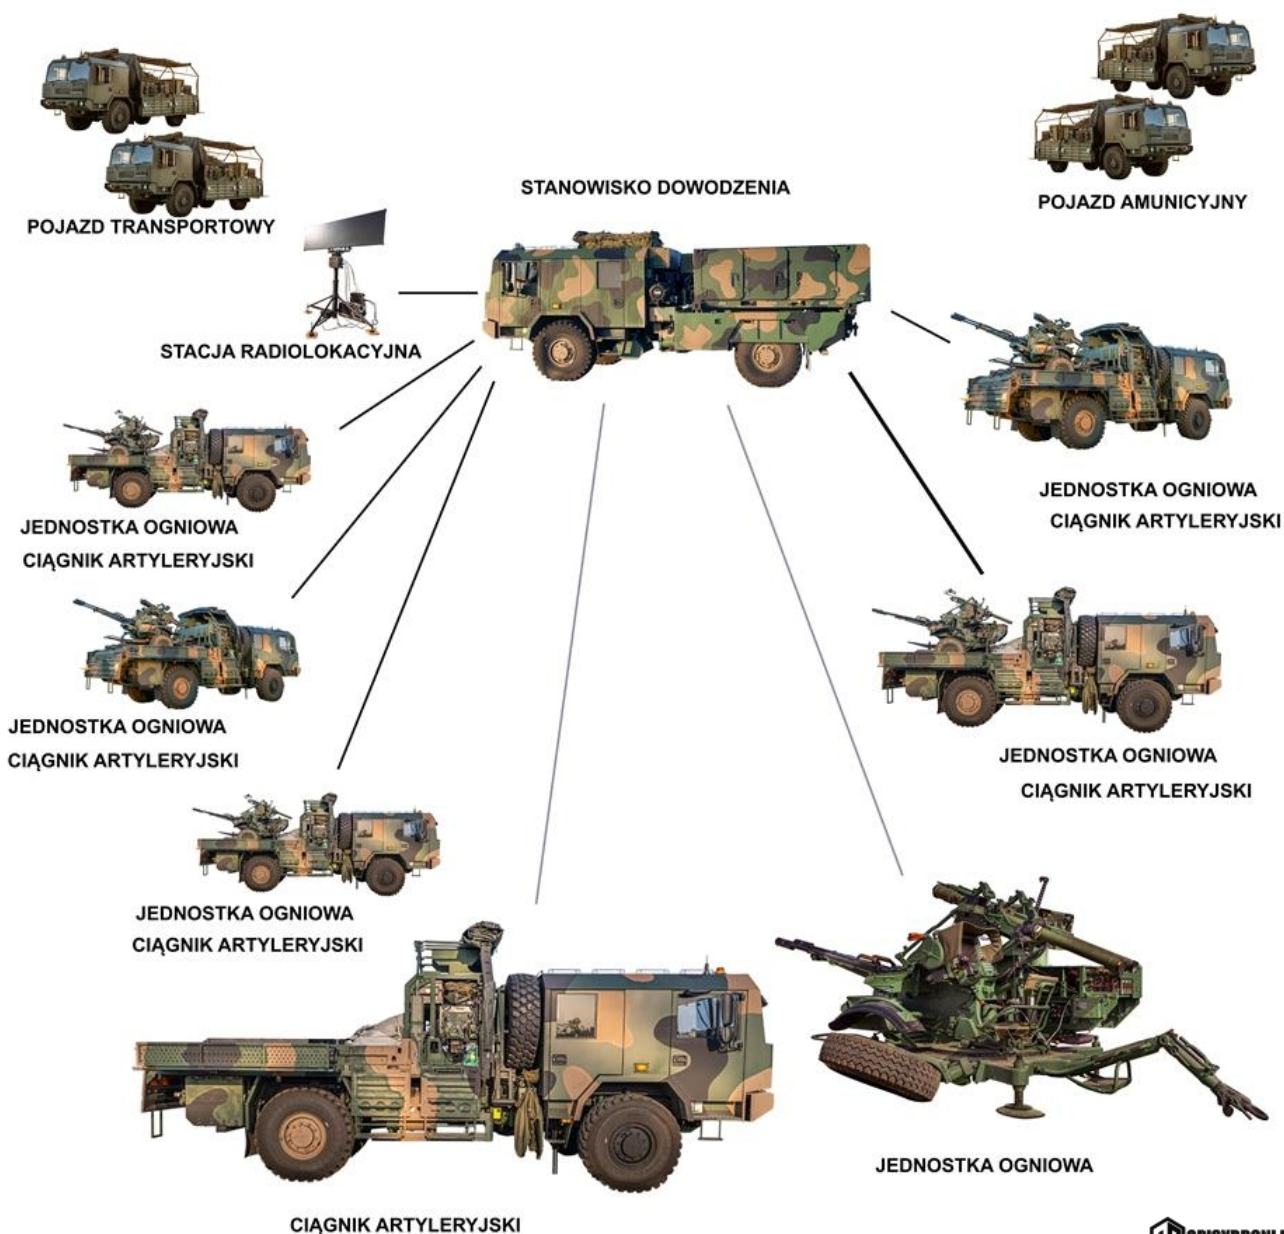 STANOWISKO DOWODZENIA
POJAZD AMUNICYJNY
POJAZD TRANSPORTOWY
STACJA RADIOLOKACYJNA
JEDNOSTKA OGNIOWA
CIĄGNIK ARTYLERYJSKI
JEDNOSTKA OGNIOWA
CIĄGNIK ARTYLERYJSKI
JEDNOSTKA OGNIOWA
CIĄGNIK ARTYLERYJSKI
JEDNOSTKA OGNIOWA
CIĄGNIK ARTYLERYJSKI
JEDNOSTKA OGNIOWA
CIĄGNIK ARTYLERYJSKI
JEDNOSTKA OGNIOWA
CIĄGNIK ARTYLERYJSKI